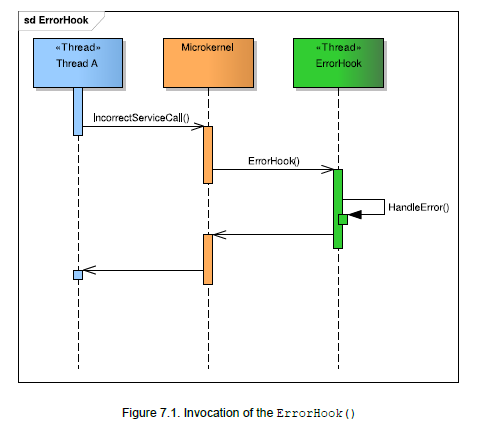 sd ErrorHook
«Thread»
Thread A
Microkernel
«Thread»
ErrorHook
IncorrectServiceCall()
ErrorHook()
HandleError()
Figure 7.1. Invocation of the ErrorHook()